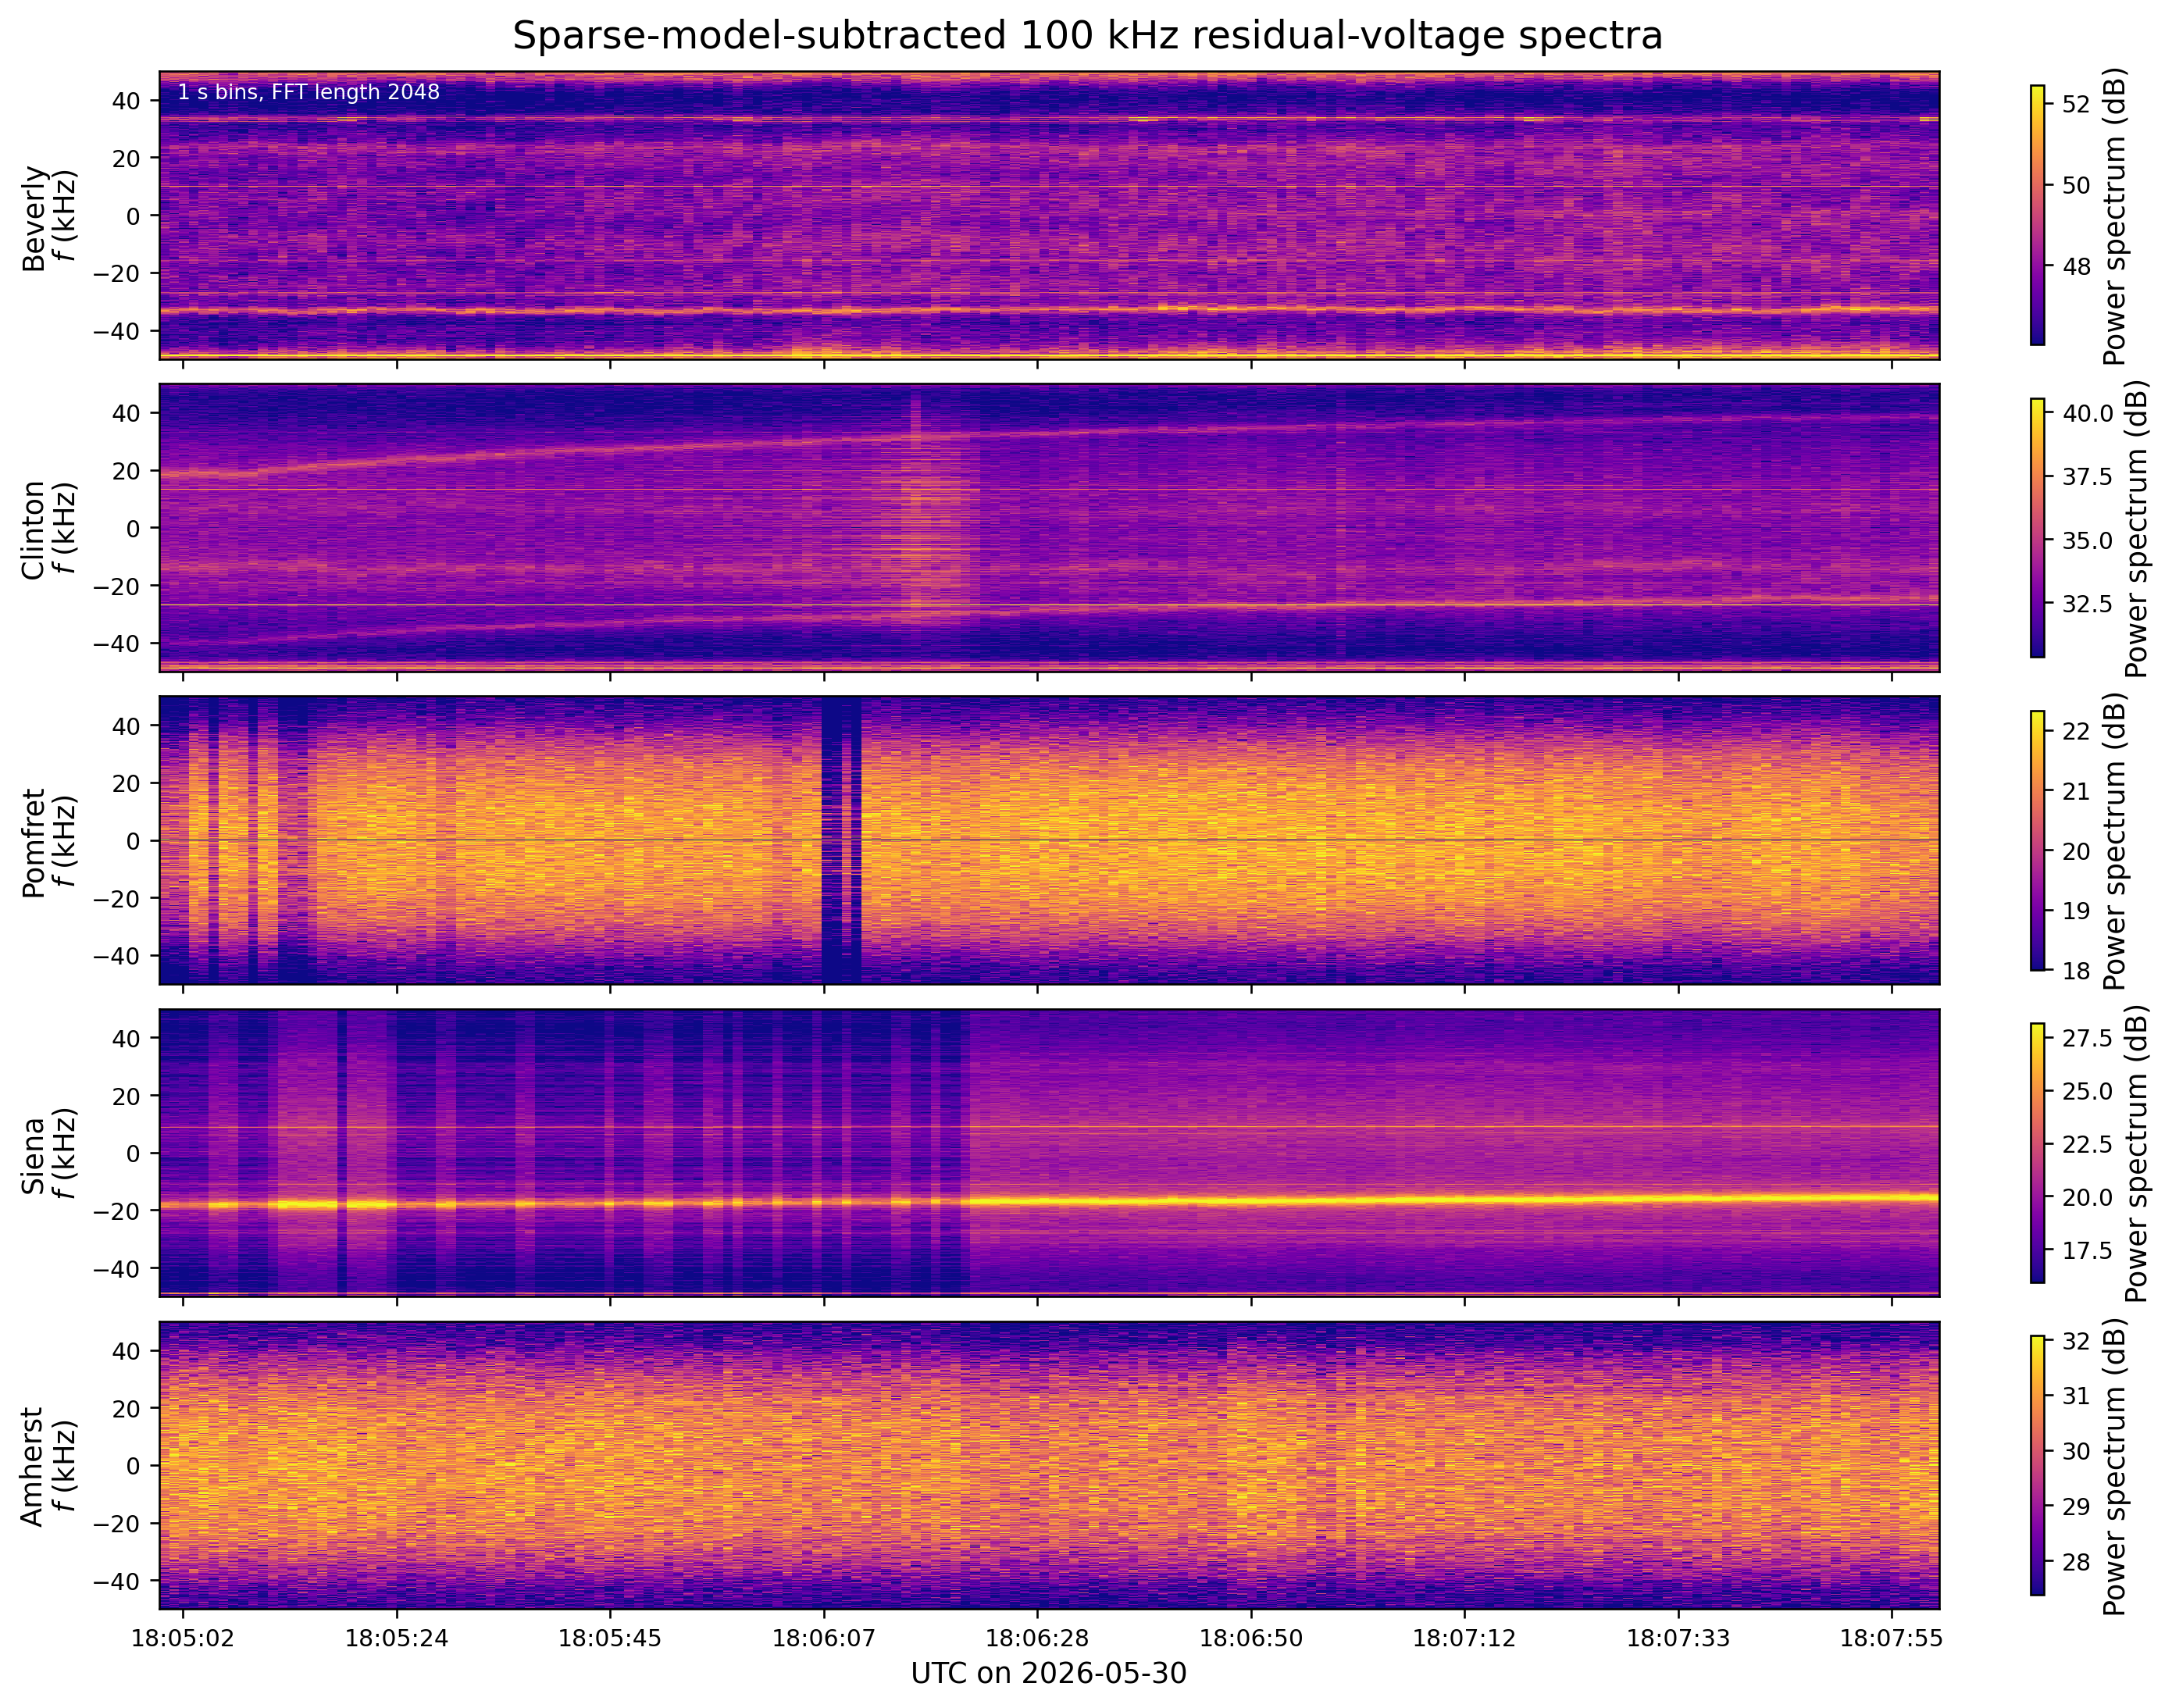 Sparse-model-subtracted 100 kHz residual-voltage spectra
1 s bins, FFT length 2048
Beverly
f (kHz)
40
20
0
−20
−40
52
50
48
Power spectrum (dB)
Clinton
f (kHz)
40
20
0
−20
−40
40.0
37.5
35.0
32.5
Power spectrum (dB)
Pomfret
f (kHz)
40
20
0
−20
−40
22
21
20
19
18
Power spectrum (dB)
Siena
f (kHz)
40
20
0
−20
−40
27.5
25.0
22.5
20.0
17.5
Power spectrum (dB)
Amherst
f (kHz)
40
20
0
−20
−40
32
31
30
29
28
Power spectrum (dB)
18:05:02 18:05:24 18:05:45 18:06:07 18:06:28 18:06:50 18:07:12 18:07:33 18:07:55
UTC on 2026-05-30